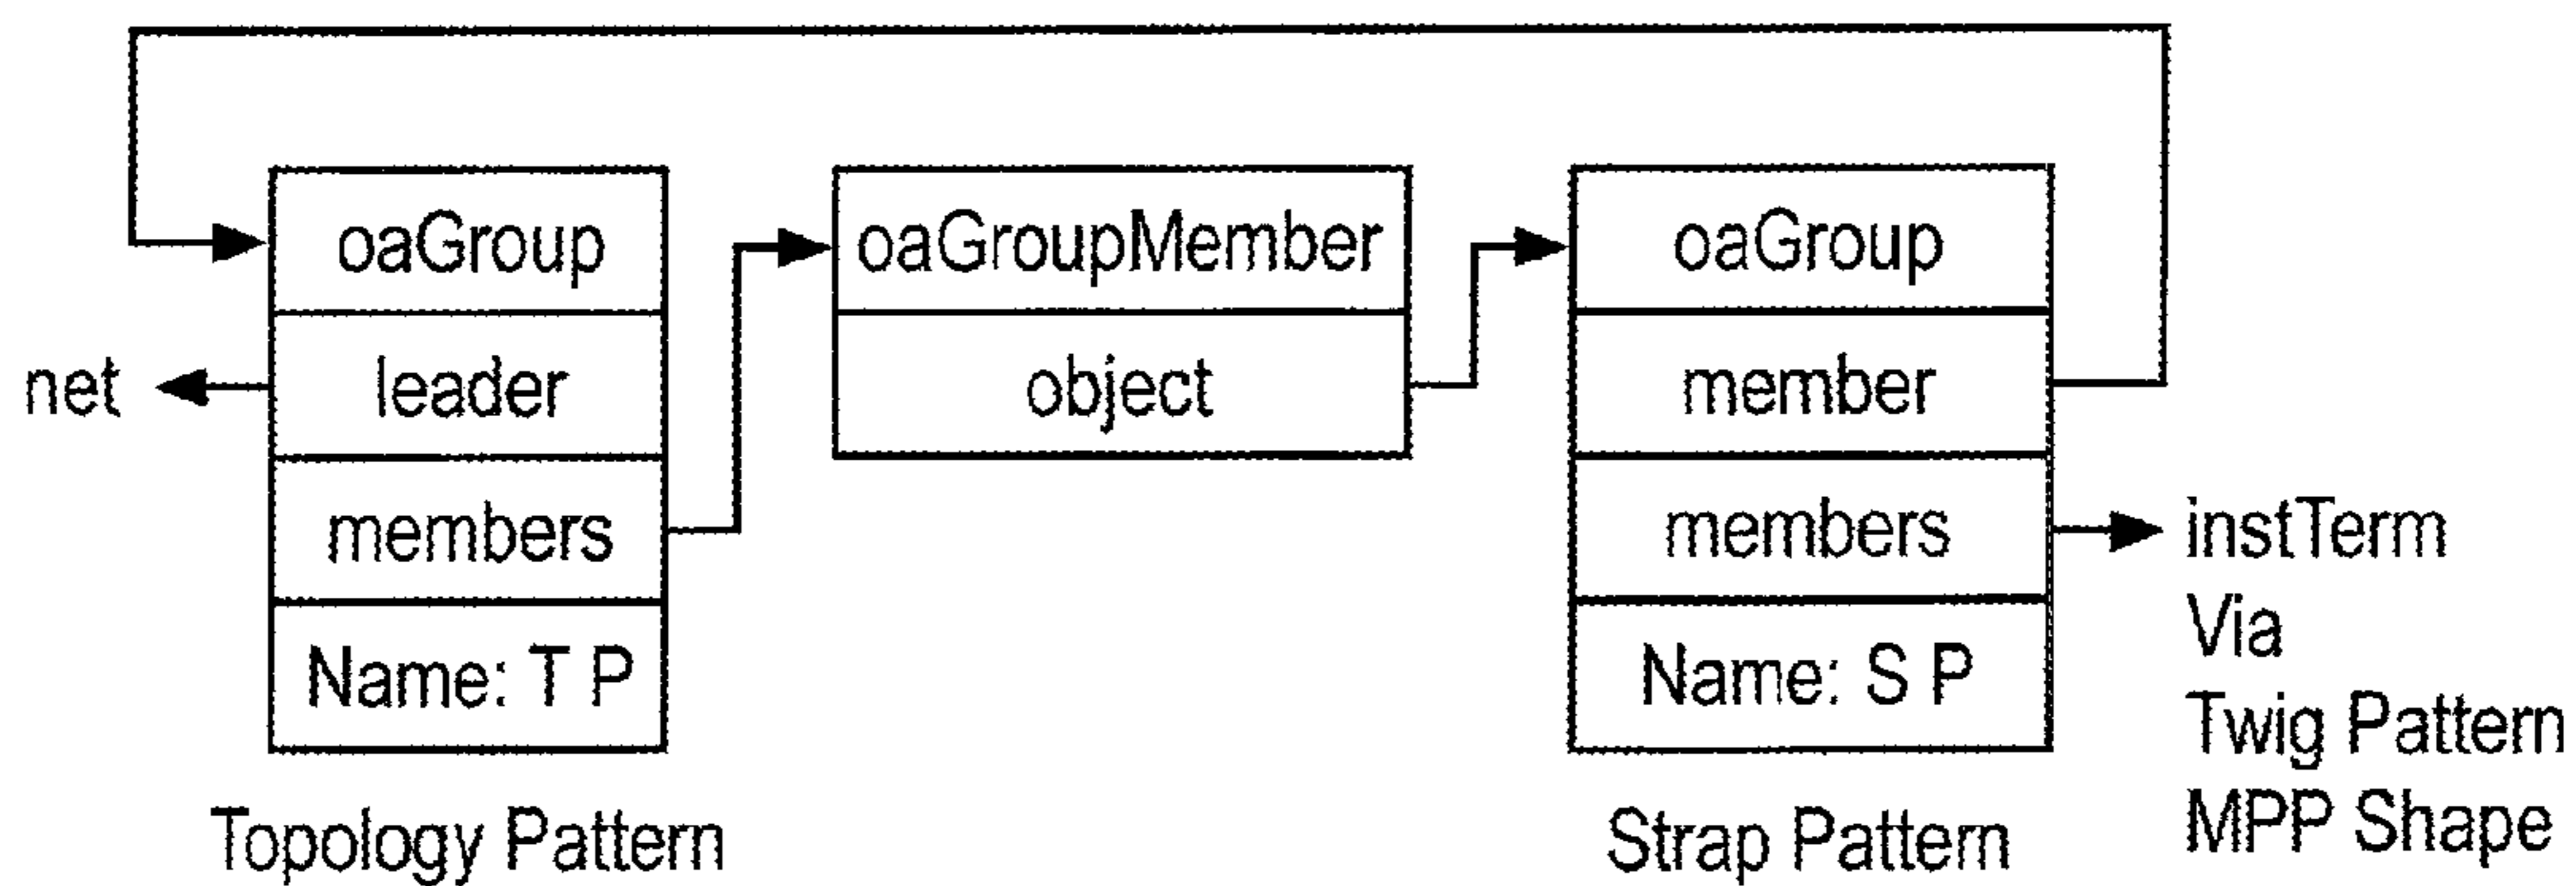 net
oaGroup
leader
members
Name: T P
Topology Pattern
oaGroupMember
object
oaGroup
member
members
Name: S P
Strap Pattern
instTerm
Via
Twig Pattern
MPP Shape